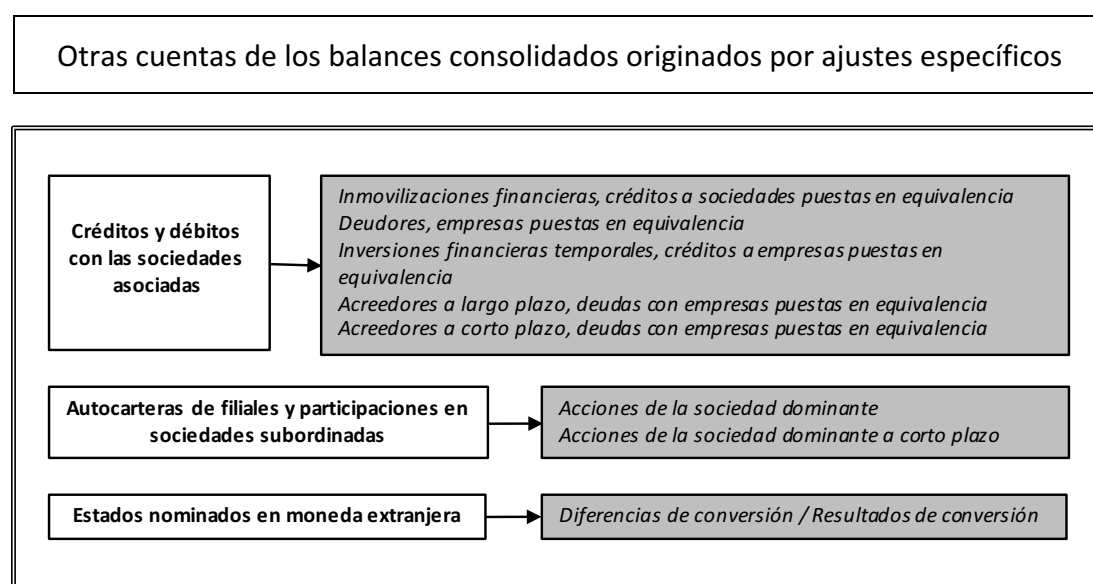 Otras cuentas de los balances consolidados originados por ajustes específicos
Créditos y débitos
con las sociedades
asociadas
Inmovilizaciones financieras, créditos a sociedades puestas en equivalencia
Deudores, empresas puestas en equivalencia
Inversiones financieras temporales, créditos a empresas puestas en
equivalencia
Acreedores a largo plazo, deudas con empresas puestas en equivalencia
Acreedores a corto plazo, deudas con empresas puestas en equivalencia
Autocarteras de filiales y participaciones en
sociedades subordinadas
Acciones de la sociedad dominante
Acciones de la sociedad dominante a corto plazo
Estados nominados en moneda extranjera
Diferencias de conversión / Resultados de conversión